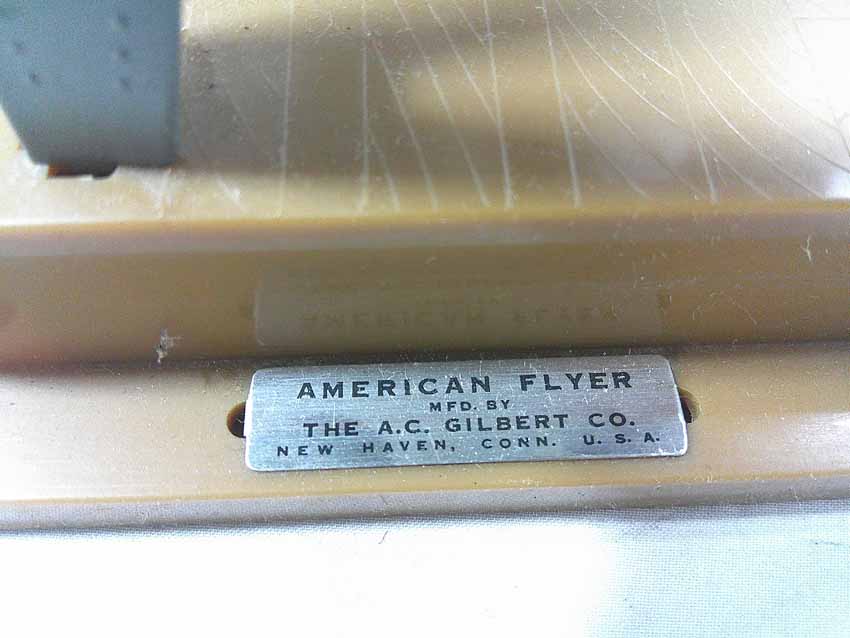 AMERICAN FLYER
MFD. BY
THE A.C. GILBERT CO.
NEW HAVEN, CONN. U. S. A.